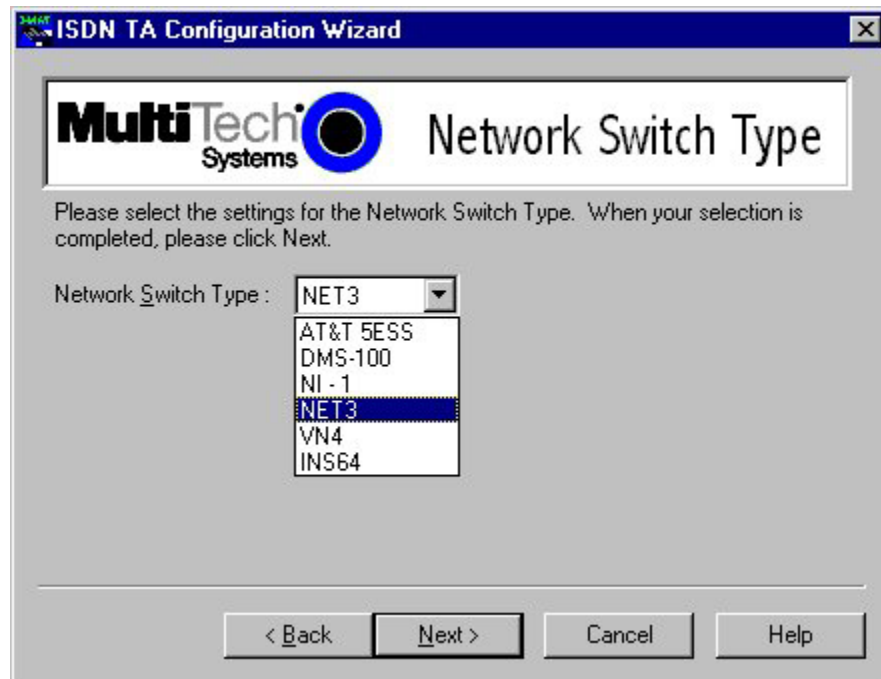 ISDN TA Configuration Wizard
MultiTech
Systems
Network Switch Type
Please select the settings for the Network Switch Type. When your selection is
completed, please click Next.
Network Switch Type : NET3
AT&T 5ESS
DMS-100
NI - 1
NET3
VN4
INS64
< Back Next > Cancel Help